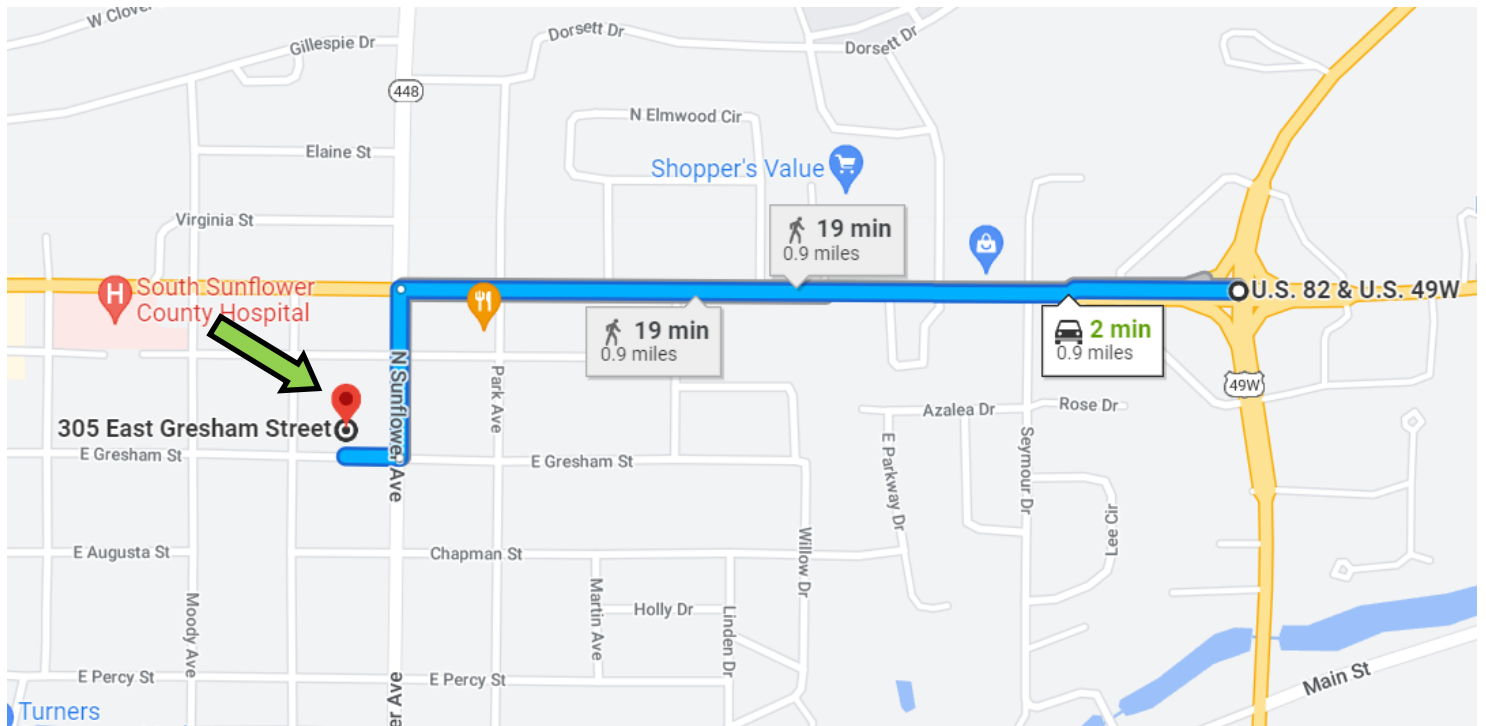 W Clover
Gillespie Dr
Dorsett Dr
Dorsett Dr
448
N Elmwood Cir
Elaine St
Shopper's Value
Virginia St
19 min
0.9 miles
South Sunflower
County Hospital
H
U.S. 82 & U.S. 49W
19 min
0.9 miles
2 min
0.9 miles
N Sunflower Ave
Park Ave
49W
Azalea Dr
Rose Dr
305 East Gresham Street
E Gresham St
E Gresham St
E Parkway Dr
Seymour Dr
Lee Cir
E Augusta St
Chapman St
Willow Dr
Moody Ave
Martin Ave
Holly Dr
Linden Dr
E Percy St
E Percy St
er Ave
Main St
Turners